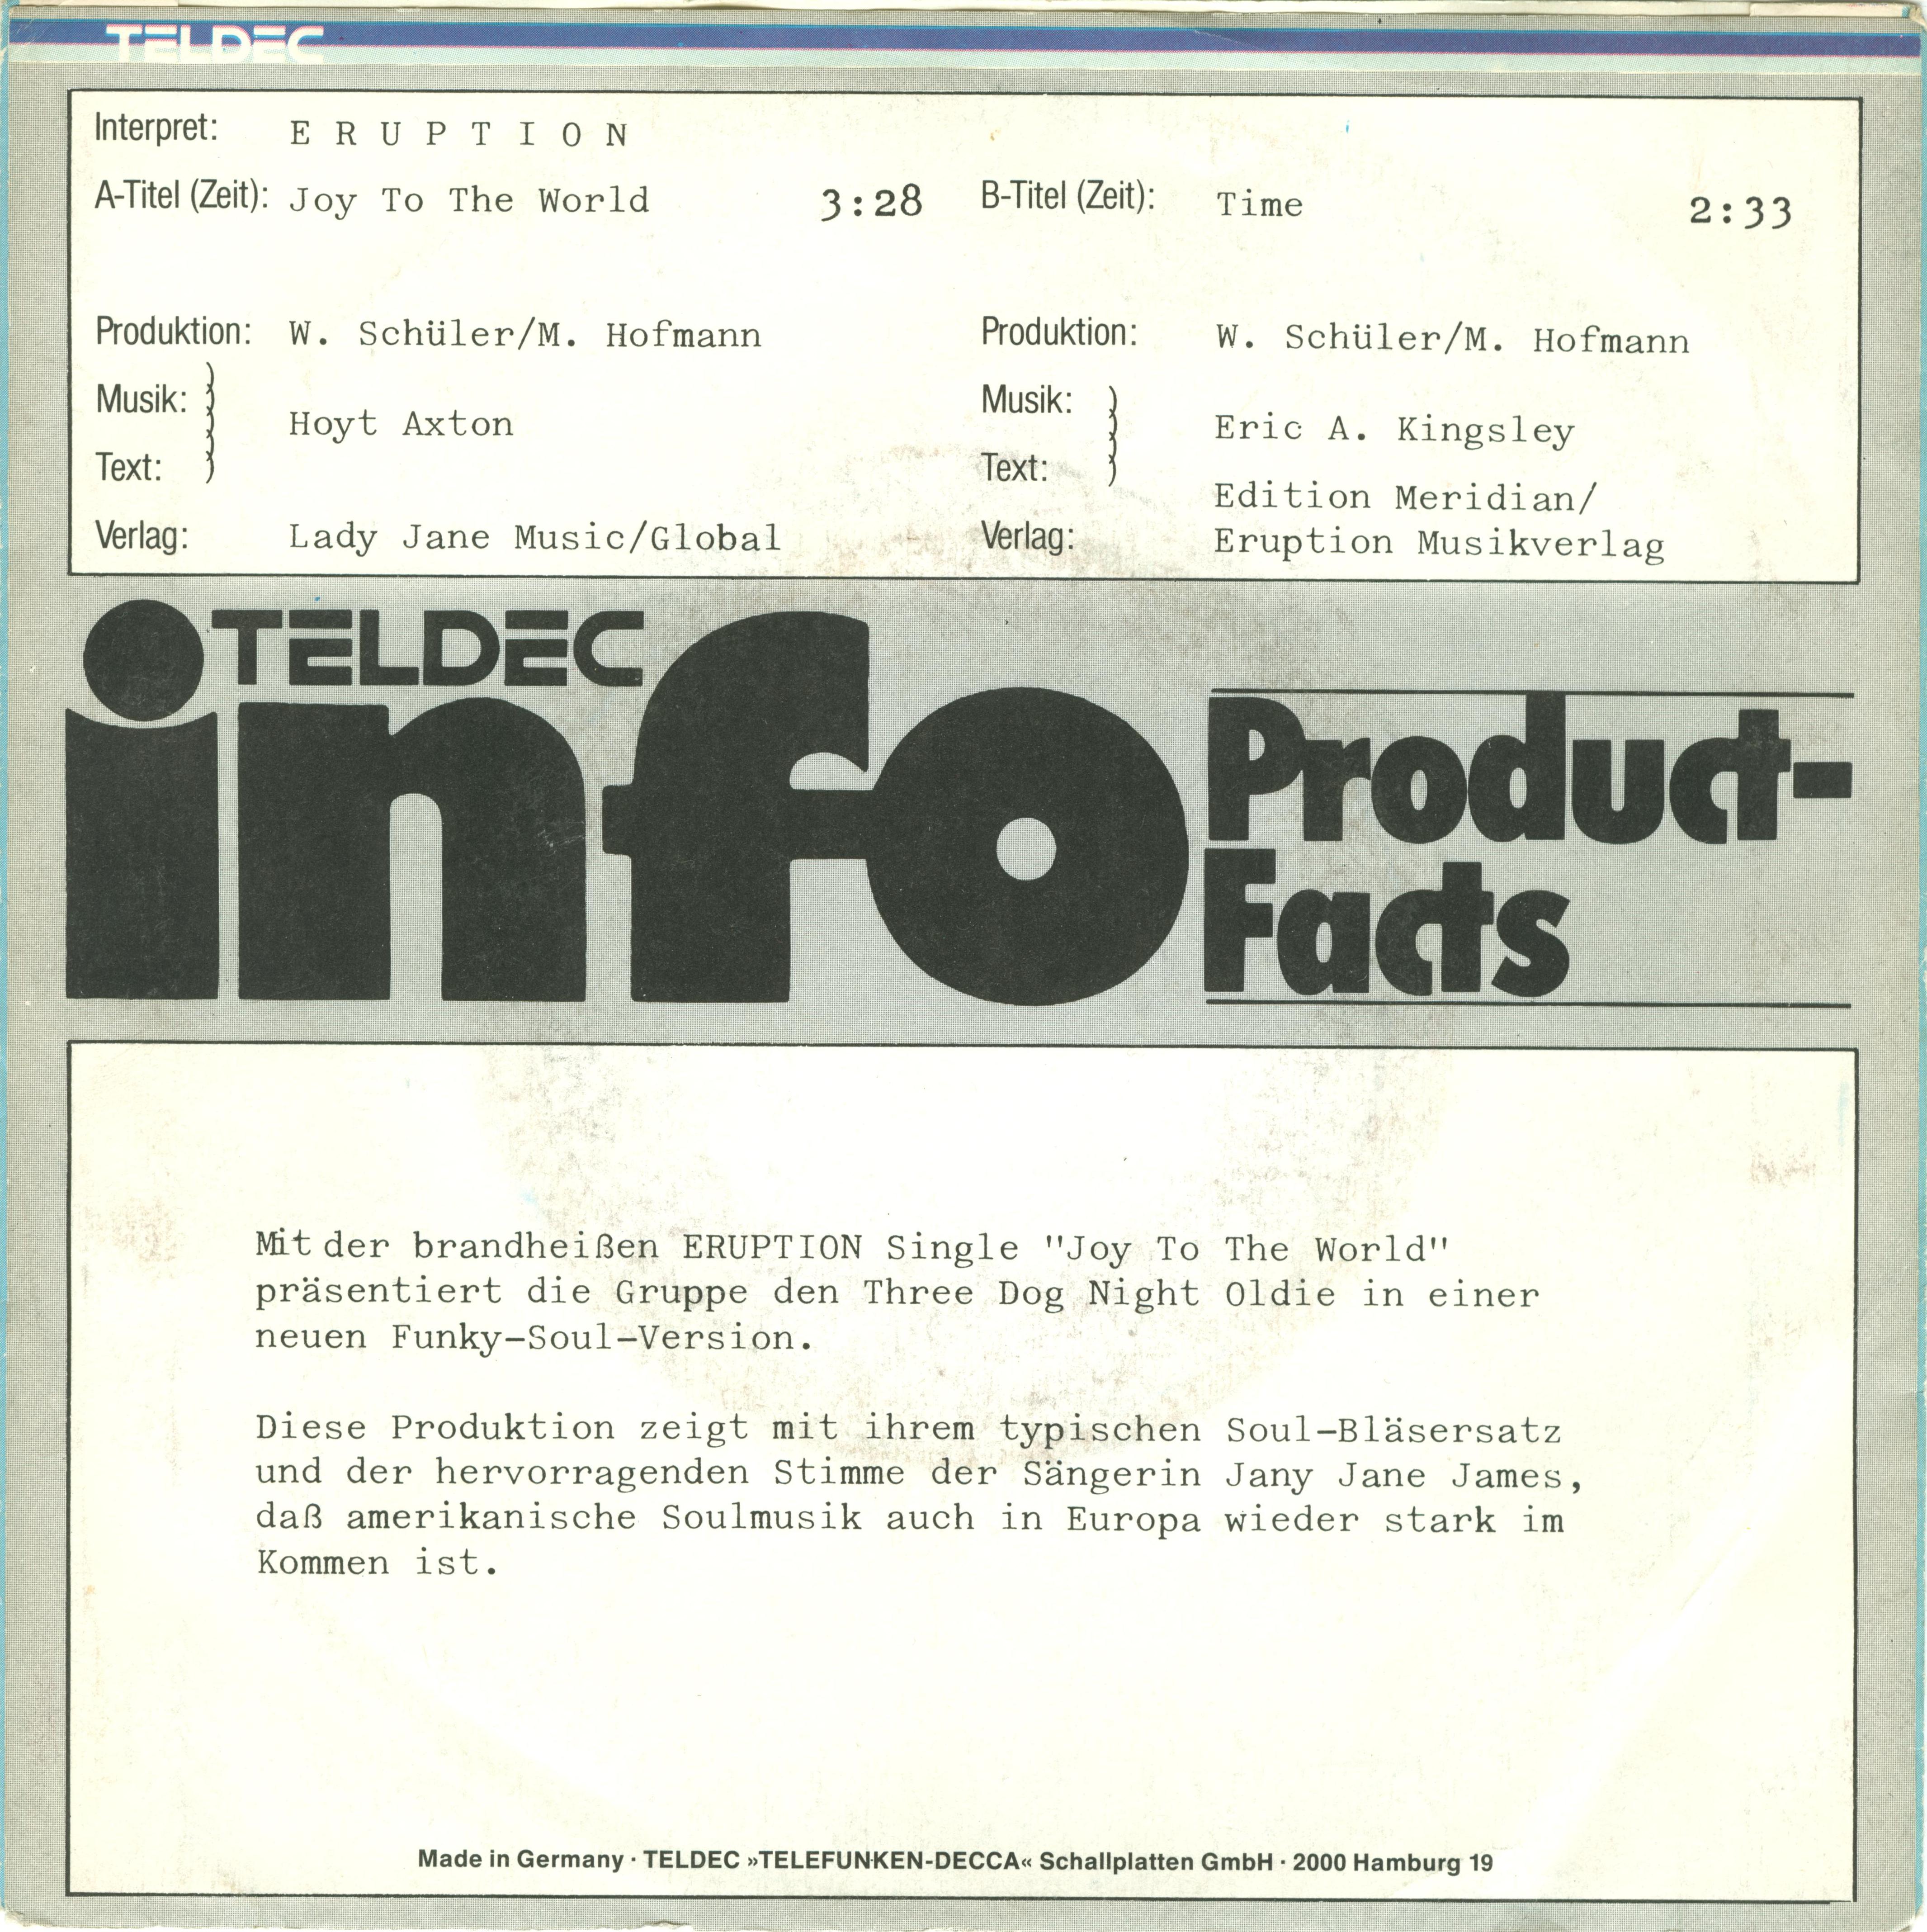 TELDEC
Interpret: E R U P T I O N
A-Titel (Zeit): Joy To The World 3:28
Produktion: W. Schüler/M. Hofmann
Musik:
Hoyt Axton
Text:
Verlag: Lady Jane Music/Global
B-Titel (Zeit): Time 2:33
Produktion: W. Schüler/M. Hofmann
Musik:
Eric A. Kingsley
Text:
Edition Meridian/
Verlag: Eruption Musikverlag
TELDEC
info
Product-
Facts
Mit der brandheißen ERUPTION Single "Joy To The World"
präsentiert die Gruppe den Three Dog Night Oldie in einer
neuen Funky-Soul-Version.
Diese Produktion zeigt mit ihrem typischen Soul-Bläsersatz
und der hervorragenden Stimme der Sängerin Jany Jane James,
daß amerikanische Soulmusik auch in Europa wieder stark im
Kommen ist.
Made in Germany · TELDEC »TELEFUNKEN-DECCA« Schallplatten GmbH · 2000 Hamburg 19